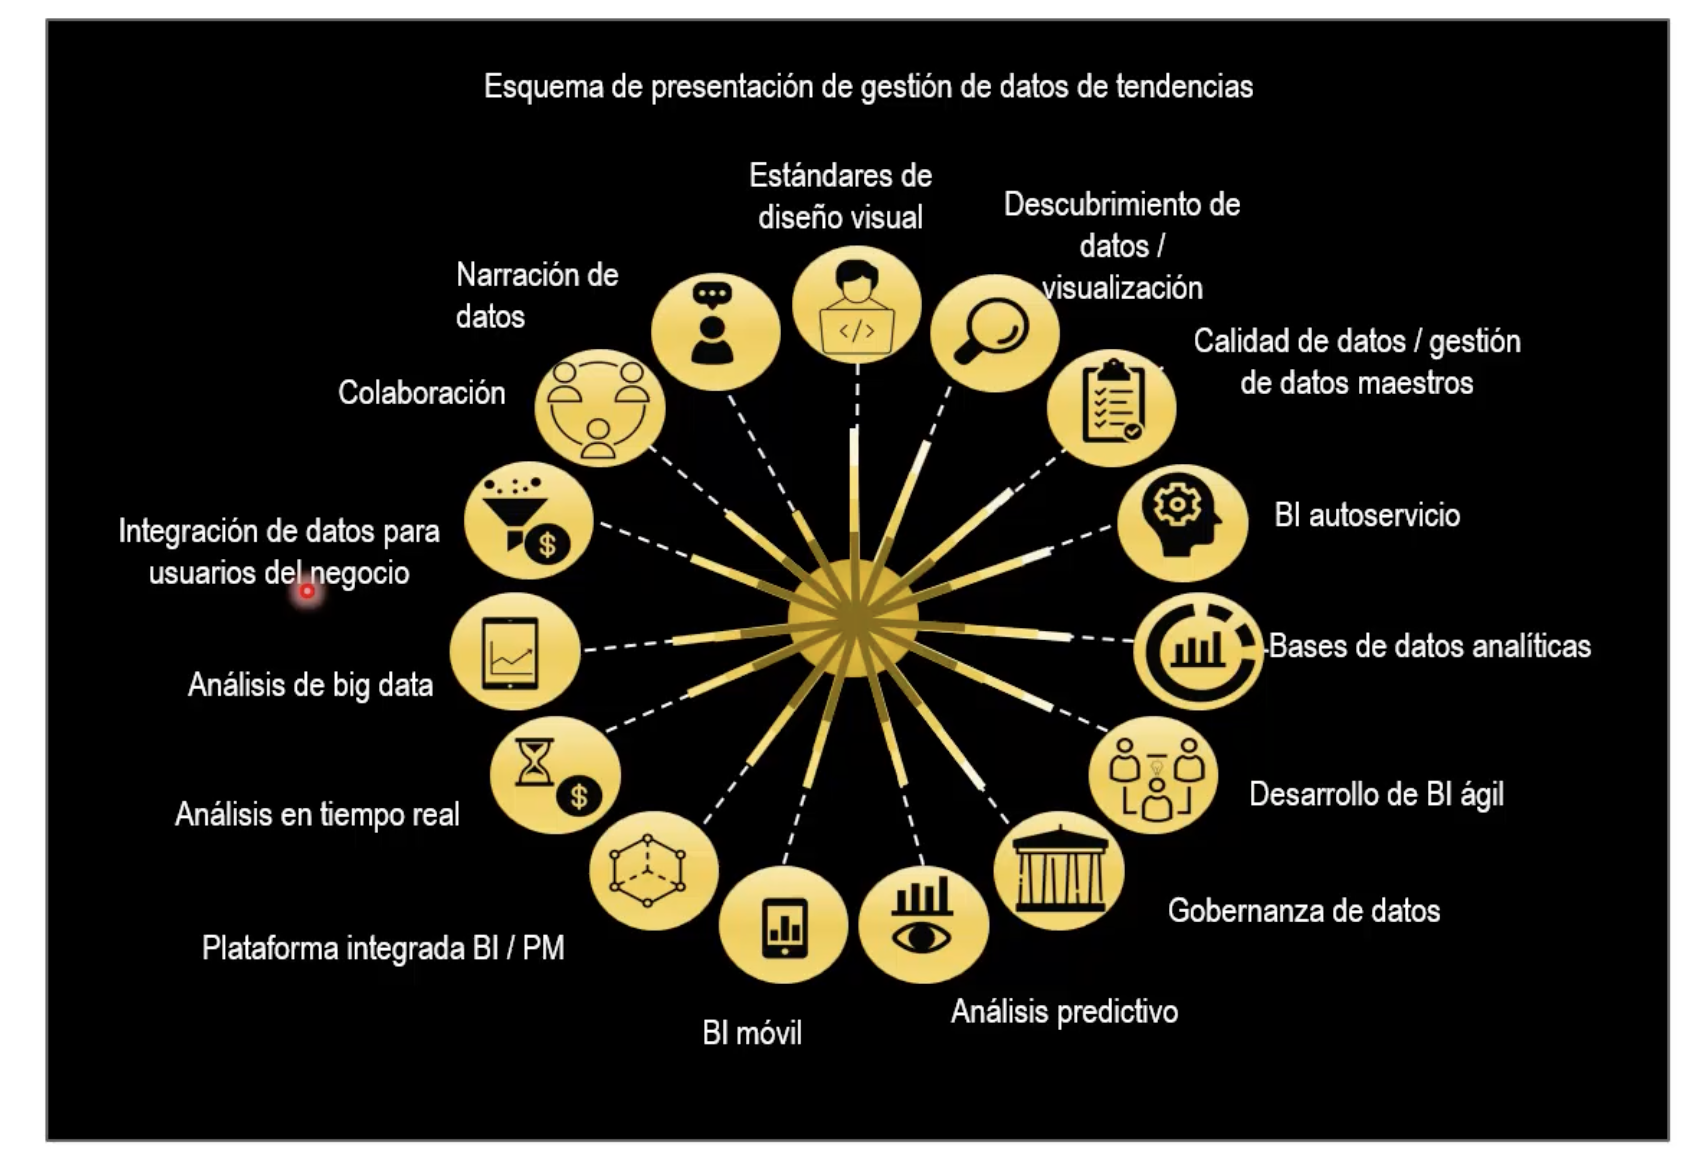 Esquema de presentación de gestión de datos de tendencias
Estándares de
diseño visual
Descubrimiento de
datos /
visualización
Narración de
datos
Calidad de datos / gestión
de datos maestros
Colaboración
BI autoservicio
Integración de datos para
usuarios del negocio
Bases de datos analíticas
Análisis de big data
Desarrollo de BI ágil
Análisis en tiempo real
Gobernanza de datos
Plataforma integrada BI / PM
Análisis predictivo
BI móvil